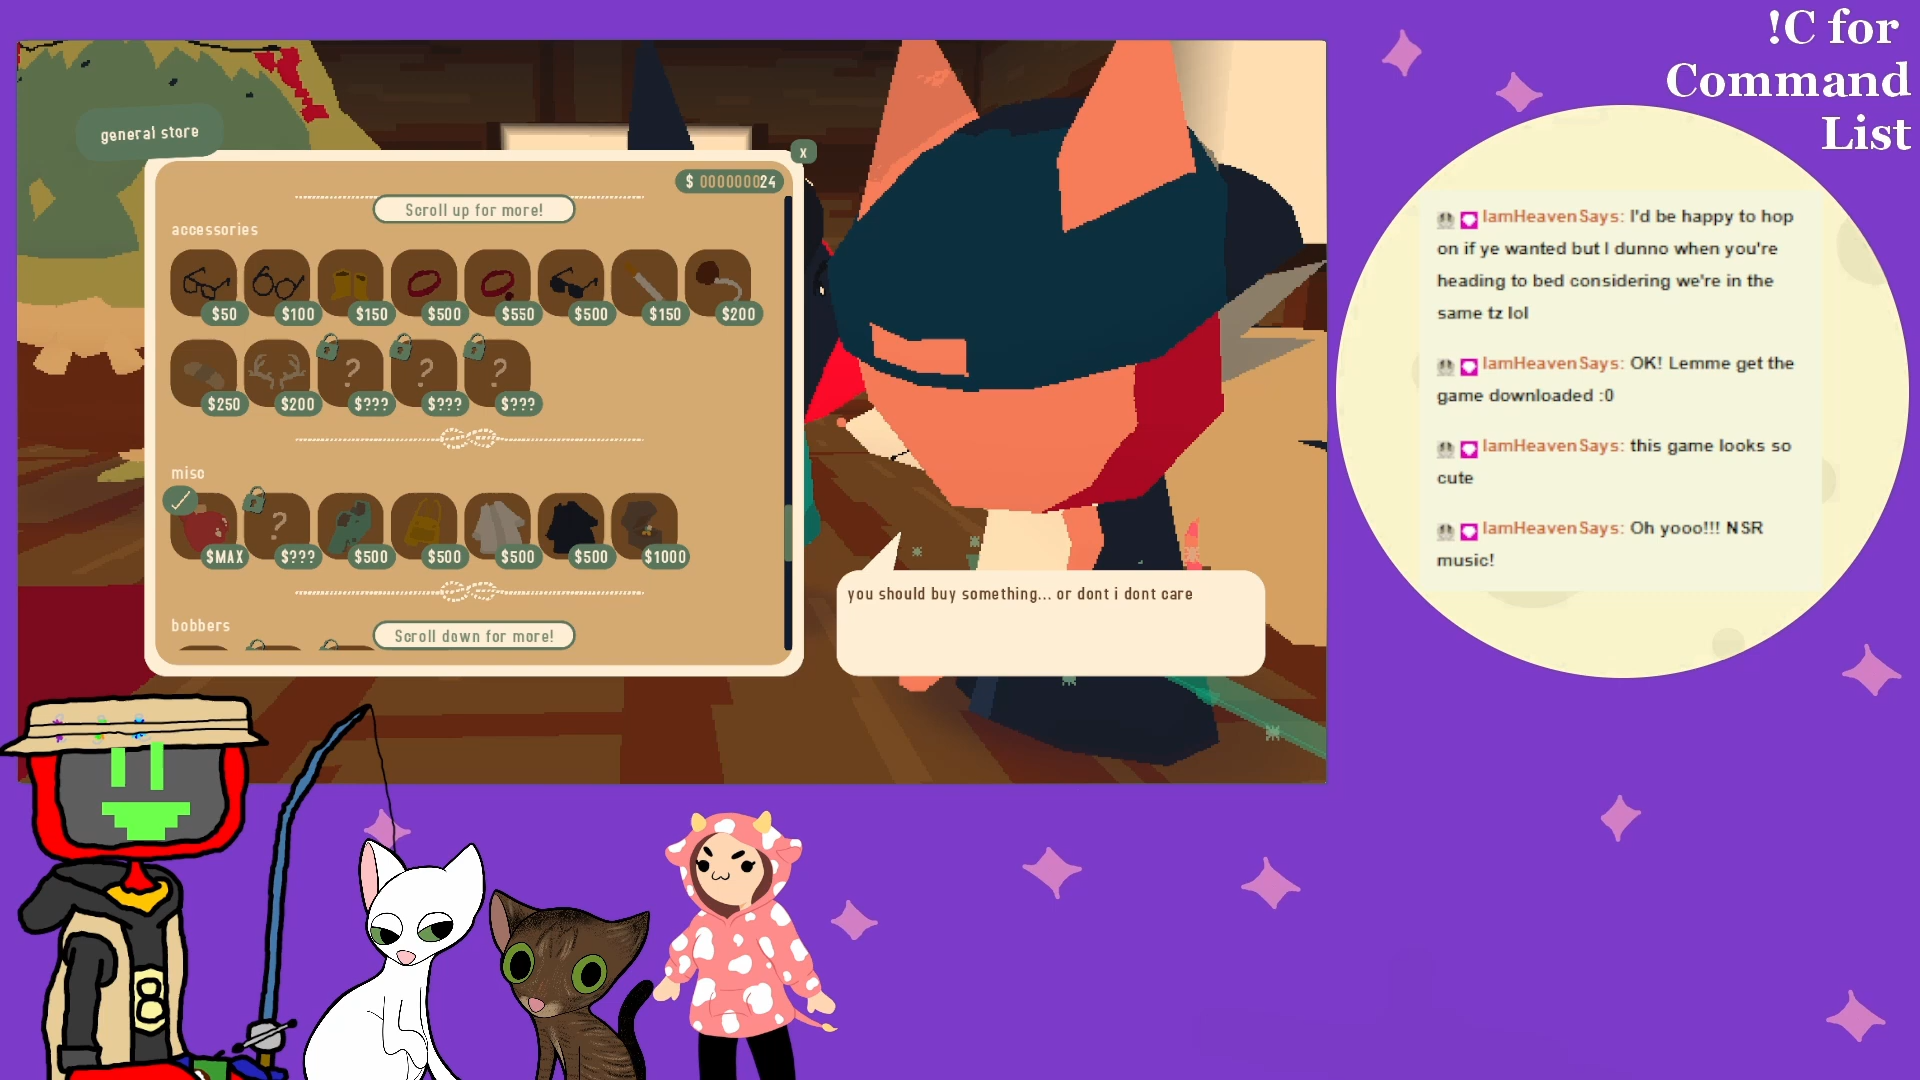 !C for
Command
List
general store
x
$ 000000024
Scroll up for more!
accessories
$50 $100 $150 $500 $550 $500 $150 $200
? ? ?
$250 $200 $??? $??? $???
misc
?
$MAX $??? $500 $500 $500 $500 $1000
bobbers
Scroll down for more!
you should buy something... or dont i dont care
IamHeavenSays: I'd be happy to hop
on if ye wanted but I dunno when you're
heading to bed considering we're in the
same tz lol
IamHeavenSays: OK! Lemme get the
game downloaded :0
IamHeavenSays: this game looks so
cute
IamHeavenSays: Oh yooo!!! NSR
music!
8